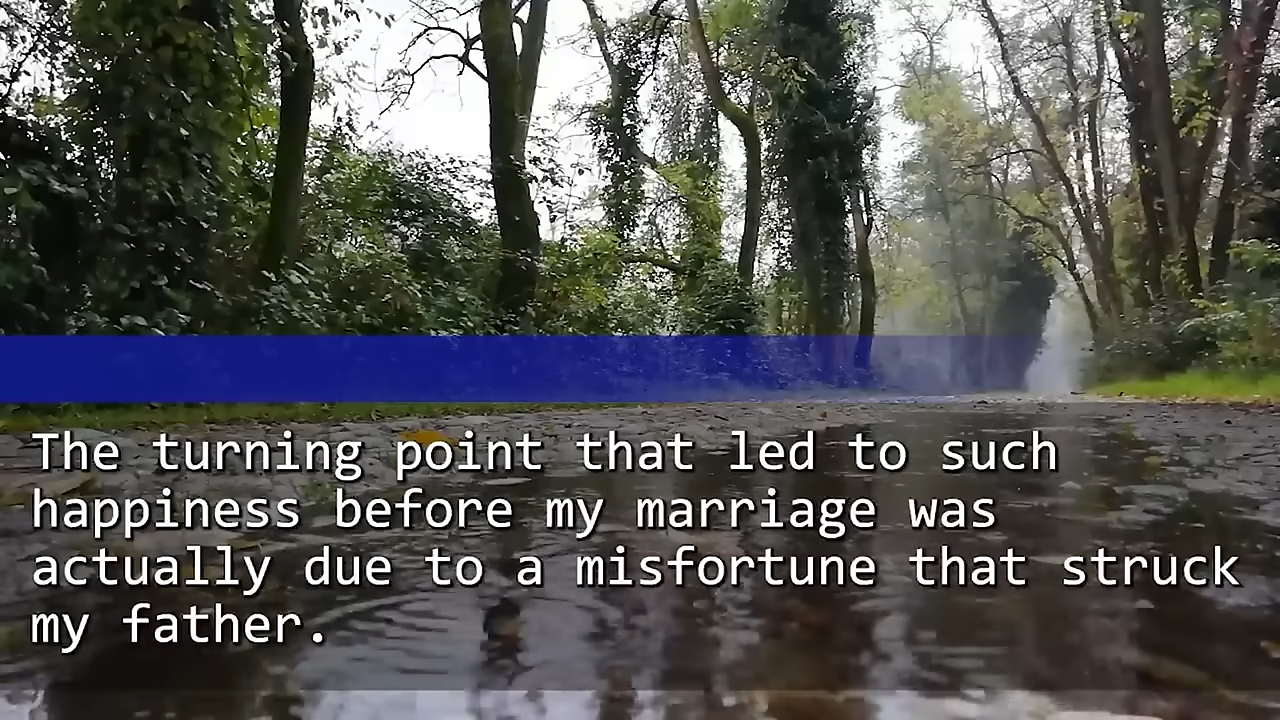 The turning point that led to such
happiness before my marriage was
actually due to a misfortune that struck
my father.